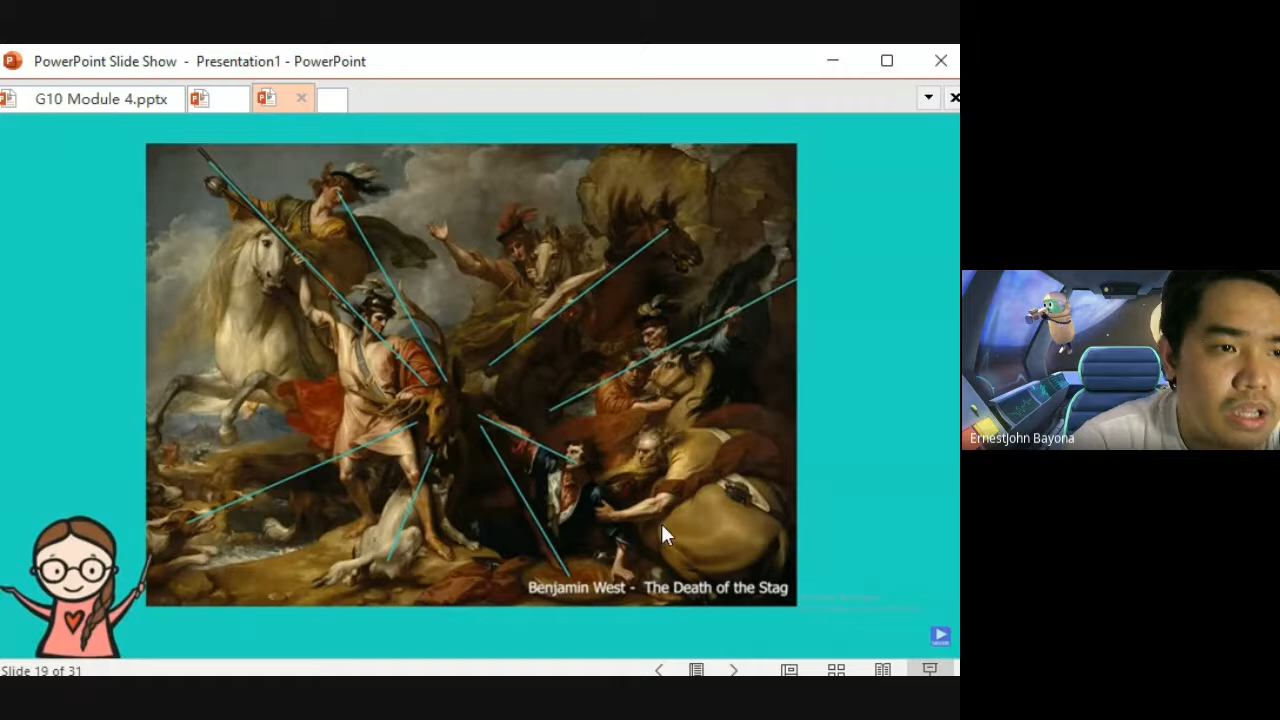 PowerPoint Slide Show - Presentation1 - PowerPoint
G10 Module 4.pptx
Benjamin West - The Death of the Stag
ErnestJohn Bayona
Slide 19 of 31